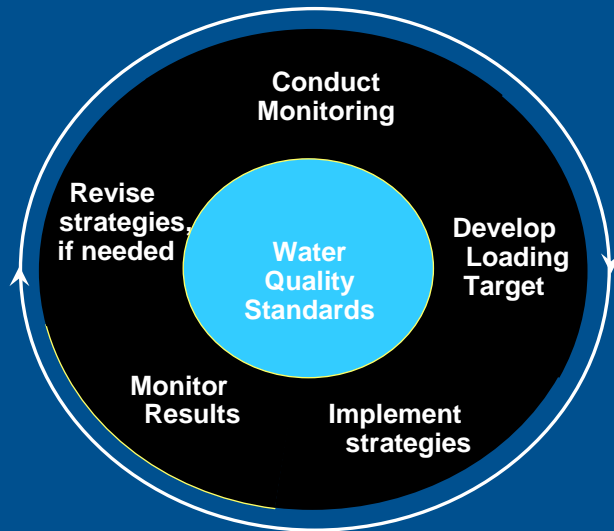 Conduct
Monitoring
Develop
Loading
Target
Implement
strategies
Monitor
Results
Revise
strategies,
if needed
Water
Quality
Standards